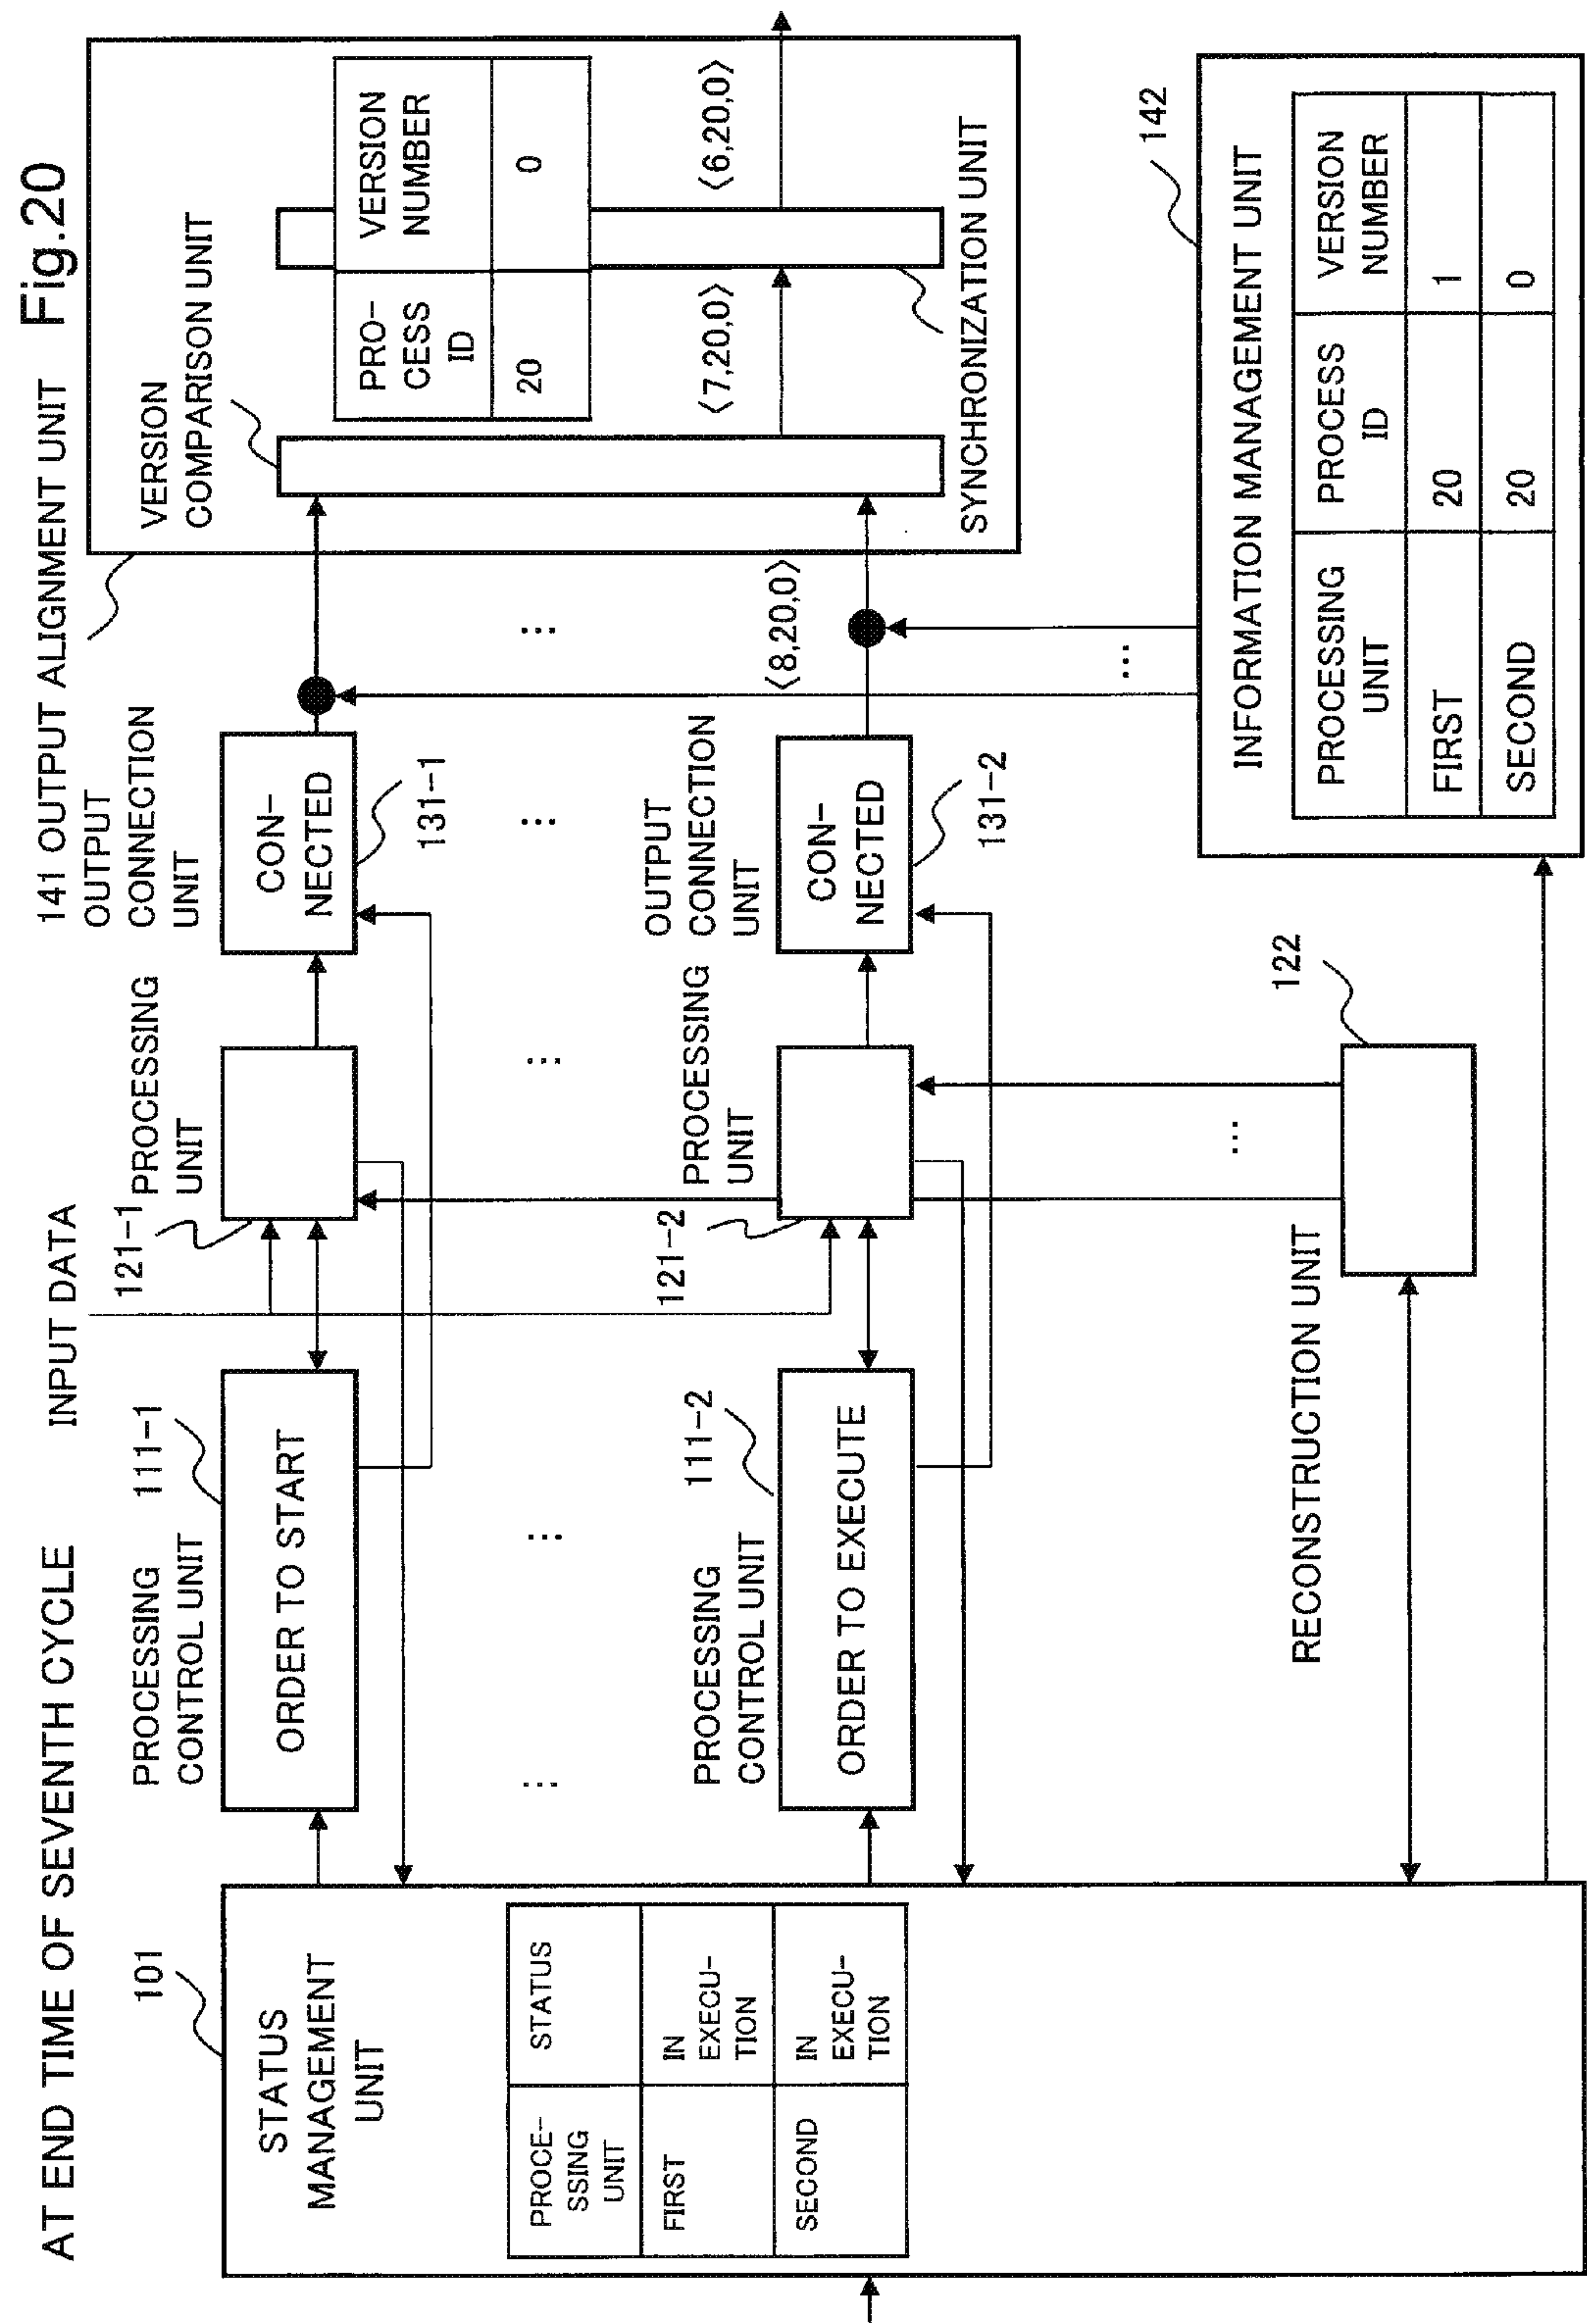 AT END TIME OF SEVENTH CYCLE
Fig.20
101
STATUS
MANAGEMENT
UNIT
PROCE-
SSING
UNIT
STATUS
FIRST
IN
EXECU-
TION
SECOND
IN
EXECU-
TION
PROCESSING
CONTROL UNIT
111-1
ORDER TO START
...
...
PROCESSING
CONTROL UNIT
111-2
ORDER TO EXECUTE
INPUT DATA
121-1
PROCESSING
UNIT
...
121-2
PROCESSING
UNIT
...
RECONSTRUCTION UNIT
122
OUTPUT
CONNECTION
UNIT
CON-
NECTED
131-1
...
OUTPUT
CONNECTION
UNIT
CON-
NECTED
131-2
...
⟨8,20,0⟩
...
141 OUTPUT ALIGNMENT UNIT
VERSION
COMPARISON UNIT
PRO-
CESS
ID
VERSION
NUMBER
20
0
⟨7,20,0⟩
⟨6,20,0⟩
SYNCHRONIZATION UNIT
142
INFORMATION MANAGEMENT UNIT
PROCESSING
UNIT
PROCESS
ID
VERSION
NUMBER
FIRST
20
1
SECOND
20
0